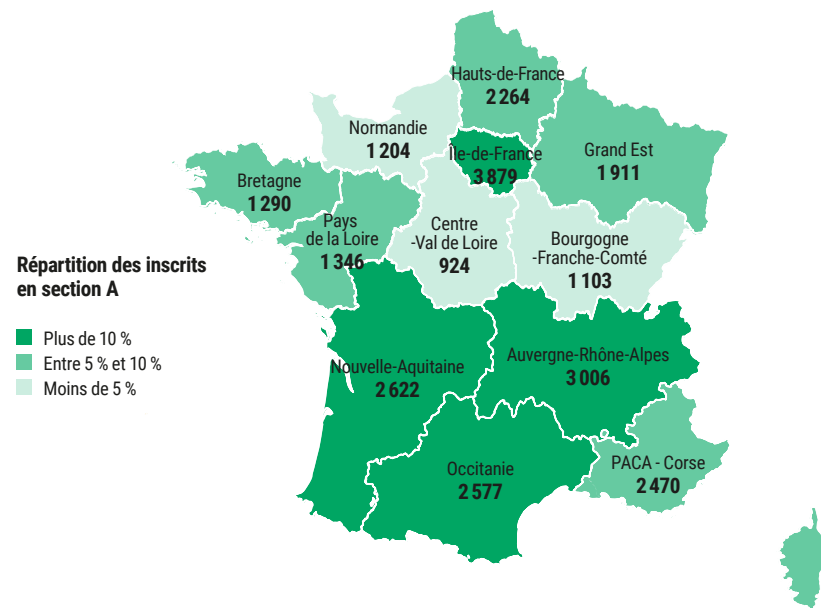 Hauts-de-France
2 264
Normandie
1 204
Île-de-France
3 879
Grand Est
1 911
Bretagne
1 290
Pays
de la Loire
1 346
Centre
-Val de Loire
924
Bourgogne
-Franche-Comté
1 103
Répartition des inscrits
en section A
Plus de 10 %
Entre 5 % et 10 %
Moins de 5 %
Nouvelle-Aquitaine
2 622
Auvergne-Rhône-Alpes
3 006
Occitanie
2 577
PACA - Corse
2 470